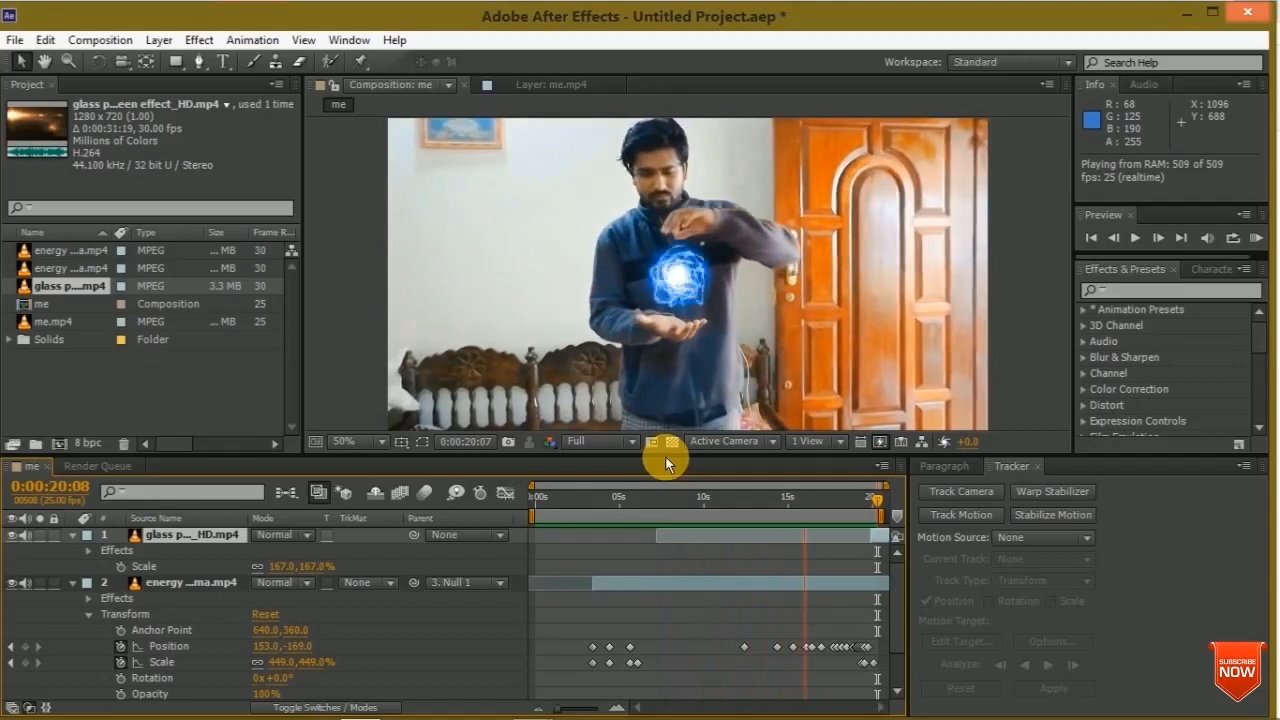 Adobe After Effects - Untitled Project.aep *
File Edit Composition Layer Effect Animation View Window Help
Workspace: Standard Search Help
Project
glass p...een effect_HD.mp4 , used 1 time
1280 x 720 (1.00)
Δ 0:00:31:19, 30.00 fps
Millions of Colors
H.264
44.100 kHz / 32 bit U / Stereo
Name Type Size Frame R...
energy ...a.mp4 MPEG ... MB 30
energy ...a.mp4 MPEG ... MB 30
glass p....mp4 MPEG 3.3 MB 30
me Composition 25
me.mp4 MPEG ... MB 25
Solids Folder
8 bpc
Composition: me Layer: me.mp4
me
50% 0:00:20:07 Full Active Camera 1 View +0.0
Info Audio
R: 68 X: 1096
G: 125 Y: 688
B: 190
A: 255
Playing from RAM: 509 of 509
fps: 25 (realtime)
Preview
Effects & Presets Characte
* Animation Presets
3D Channel
Audio
Blur & Sharpen
Channel
Color Correction
Distort
Expression Controls
me Render Queue
0:00:20:08
00508 (25.00 fps)
# Source Name Mode T TrkMat Parent
:00s 05s 10s 15s
1 glass p..._HD.mp4 Normal None
Effects
Scale 167.0,167.0%
2 energy ...ma.mp4 Normal None 3. Null 1
Effects
Transform Reset
Anchor Point 640.0,360.0
Position 153.0,-169.0
Scale 449.0,449.0%
Rotation 0x+0.0°
Opacity 100%
Toggle Switches / Modes
Paragraph Tracker
Track Camera Warp Stabilizer
Track Motion Stabilize Motion
Motion Source: None
Current Track: None
Track Type: Transform
Position Rotation Scale
Motion Target:
Edit Target... Options...
Analyze:
Reset Apply
SUBSCRIBE
NOW